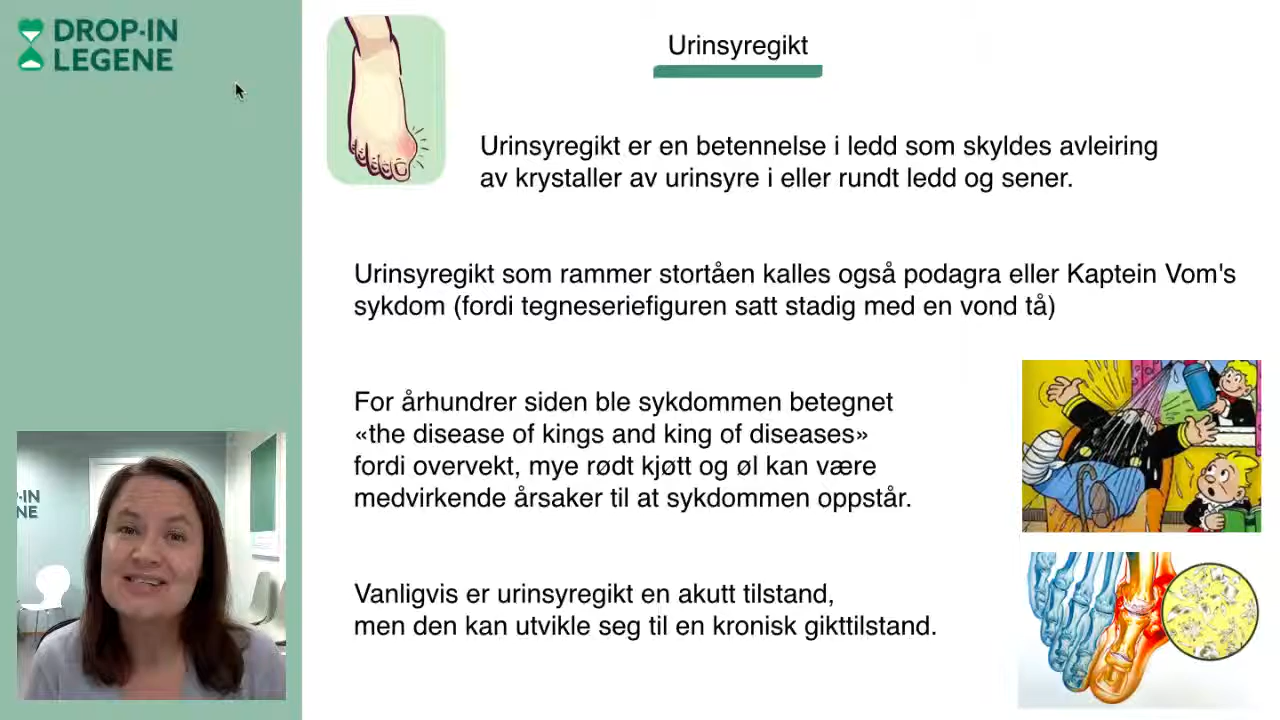 DROP·IN
LEGENE
Urinsyregikt
Urinsyregikt er en betennelse i ledd som skyldes avleiring
av krystaller av urinsyre i eller rundt ledd og sener.
Urinsyregikt som rammer stortåen kalles også podagra eller Kaptein Vom's
sykdom (fordi tegneseriefiguren satt stadig med en vond tå)
For århundrer siden ble sykdommen betegnet
«the disease of kings and king of diseases»
fordi overvekt, mye rødt kjøtt og øl kan være
medvirkende årsaker til at sykdommen oppstår.
Vanligvis er urinsyregikt en akutt tilstand,
men den kan utvikle seg til en kronisk gikttilstand.
·IN
NE